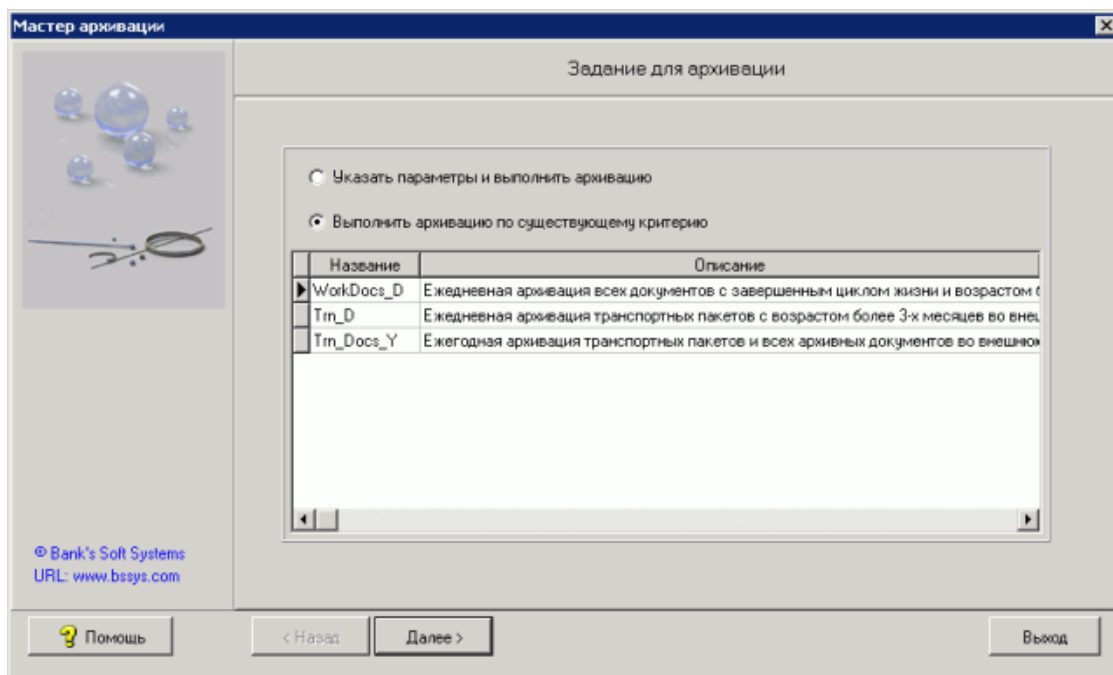 Мастер архивации
Задание для архивации
Указать параметры и выполнить архивацию
Выполнить архивацию по существующему критерию
Название Описание
WorkDocs_D Ежедневная архивация всех документов с завершенным циклом жизни и возрастом
Trn_D Ежедневная архивация транспортных пакетов с возрастом более 3-х месяцев во
Trn_Docs_Y Ежегодная архивация транспортных пакетов и всех архивных документов во
© Bank's Soft Systems
URL: www.bssys.com
Помощь < Назад Далее > Выход